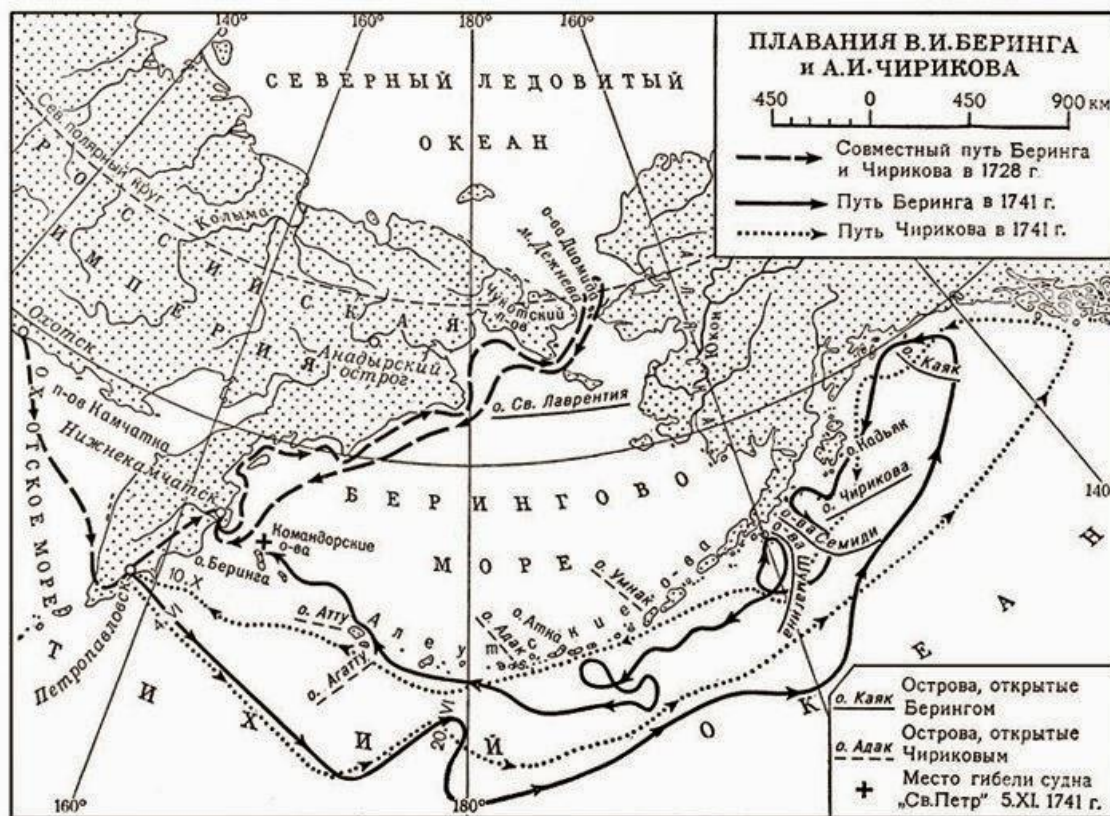 140°
160°
180°
160°
ПЛАВАНИЯ В.И.БЕРИНГА
и А.И.ЧИРИКОВА
450 0 450 900 км
Совместный путь Беринга
и Чирикова в 1728 г.
Путь Беринга в 1741 г.
Путь Чирикова в 1741 г.
СЕВЕРНЫЙ ЛЕДОВИТЫЙ
ОКЕАН
Сев. полярный круг
РОССИЙСКАЯ
ИМПЕРИЯ
Колыма
о-ва Диомида
м. Дежнева
Чукотский
п-ов
Юкон
Охотск
Анадырский
острог
о. Каяк
о. Св. Лаврентия
п-ов Камчатка
Нижнекамчатск
ОХОТСКОЕ МОРЕ
о. Кадьяк
о. Чирикова
140°
БЕРИНГОВО
МОРЕ
о-ва Семиди
о-ва Шумагина
Командорские
о-ва
о. Беринга
10.X
4.VI
Петропавловск
о. Атту
о. Агатту
Алеутские о-ва
о. Адак
о. Атка
о. Умнак
20.VI
ТИХИЙ ОКЕАН
160°
180°
о. Каяк Острова, открытые
Берингом
о. Адак Острова, открытые
Чириковым
Место гибели судна
„Св.Петр" 5.XI. 1741 г.